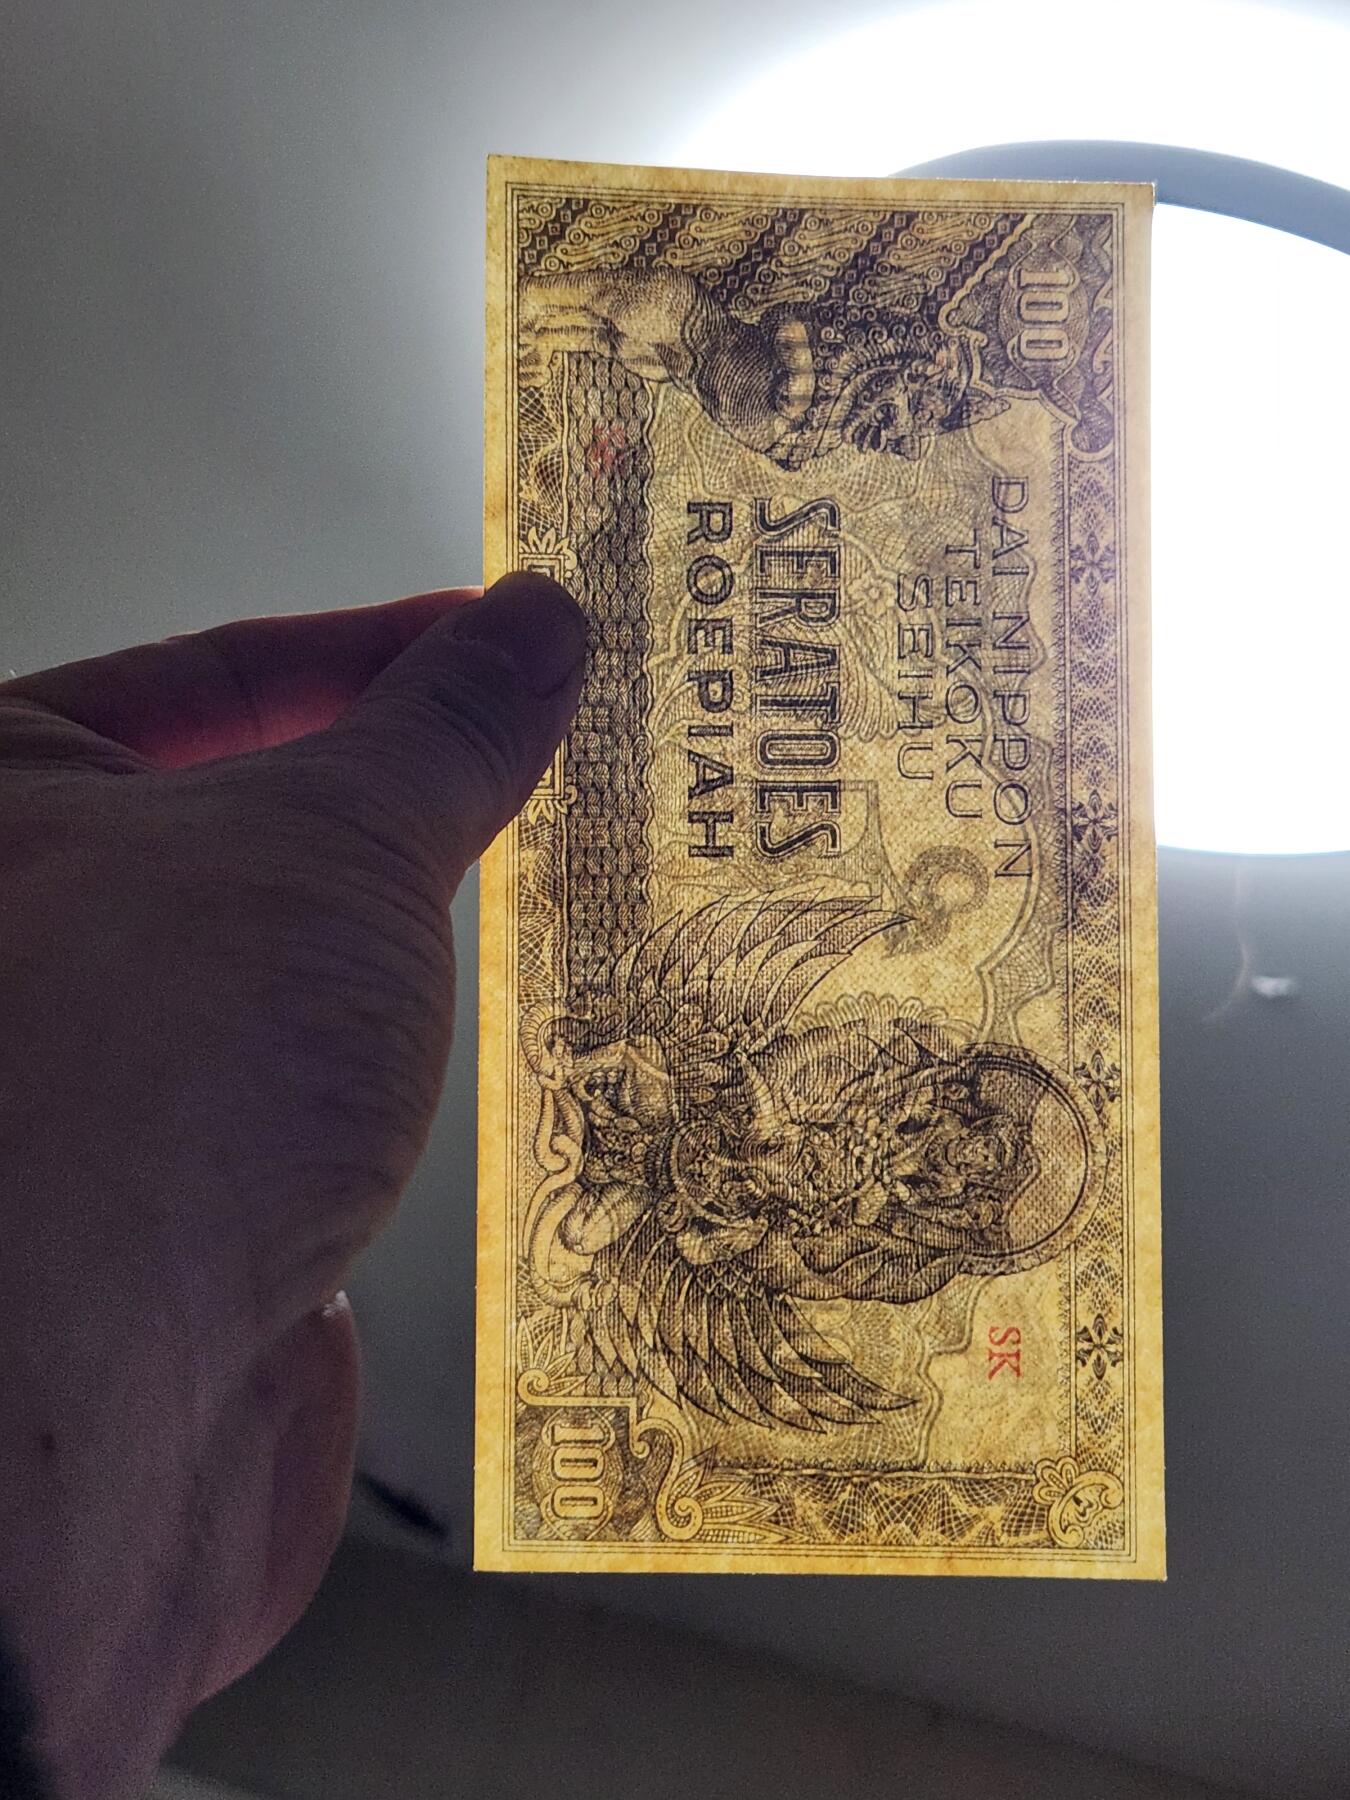 100
DAI NIPPON
TEIKOKU
SEIHU
SERATOES
ROEPIAH
SK
100